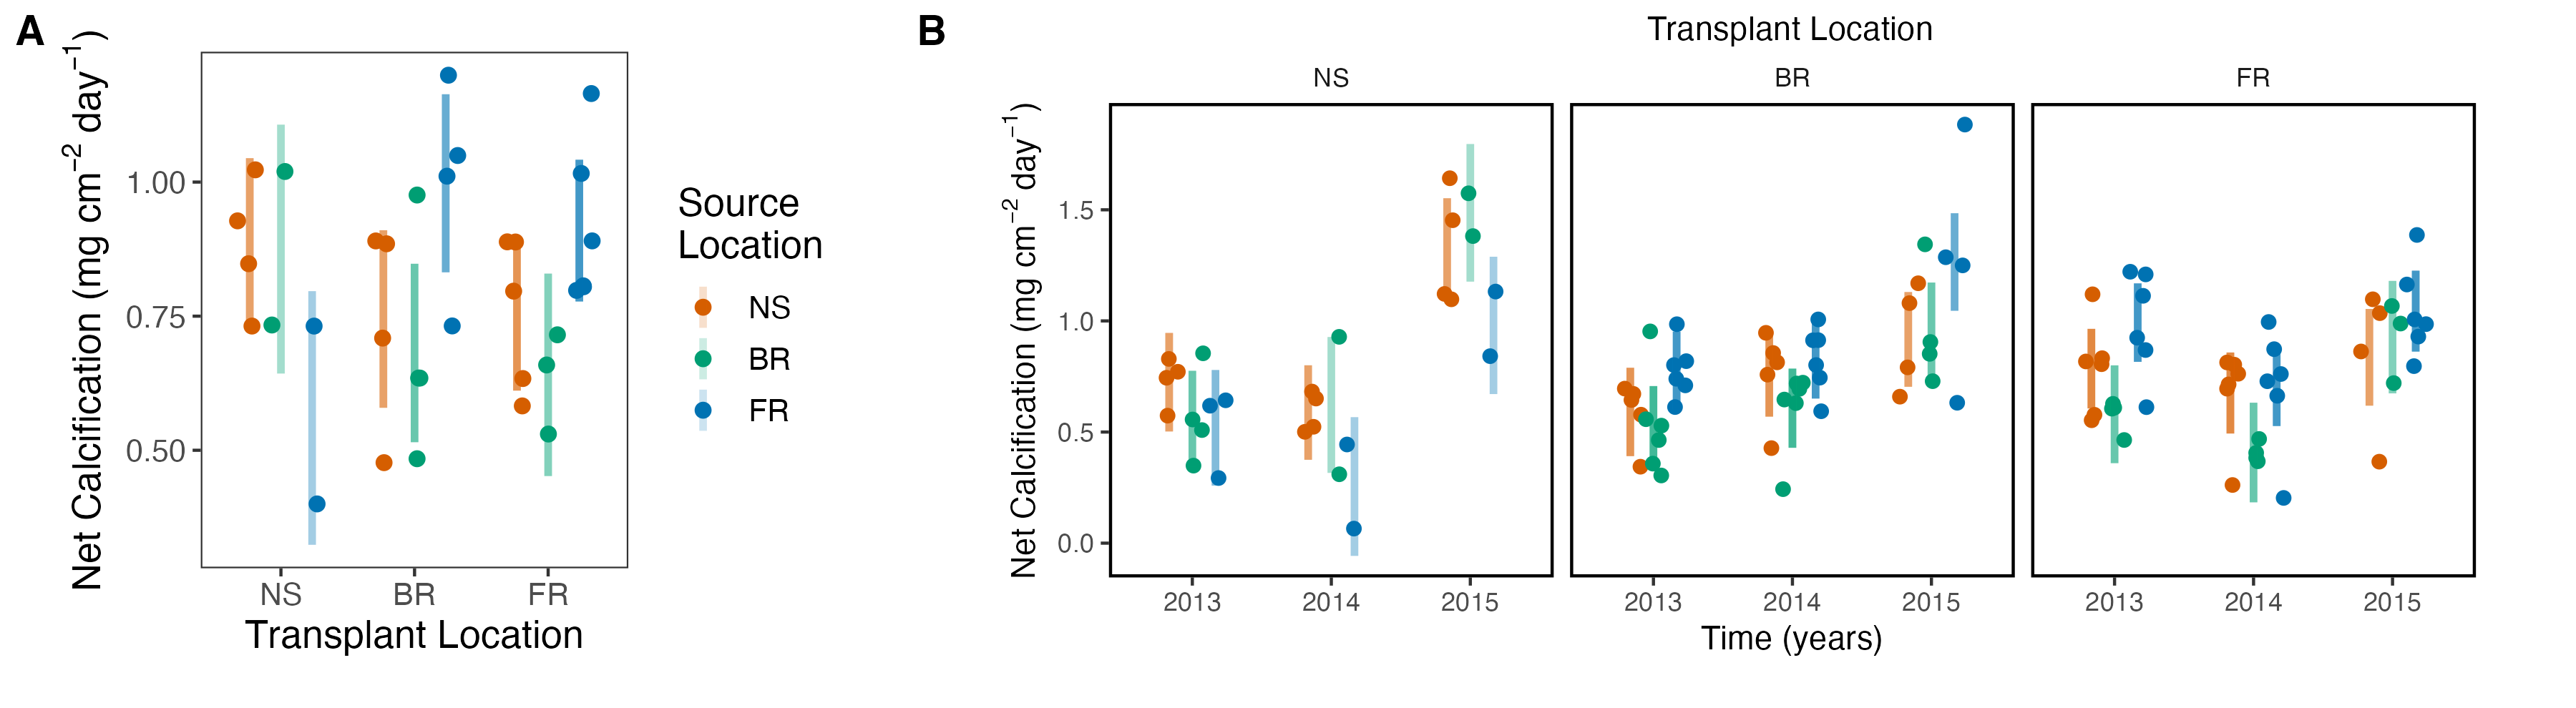 A
Net Calcification (mg cm⁻² day⁻¹)
1.00
0.75
0.50
NS BR FR
Transplant Location
Source
Location
NS
BR
FR
B
Transplant Location
NS BR FR
Net Calcification (mg cm⁻² day⁻¹)
1.5
1.0
0.5
0.0
2013 2014 2015 2013 2014 2015 2013 2014 2015
Time (years)